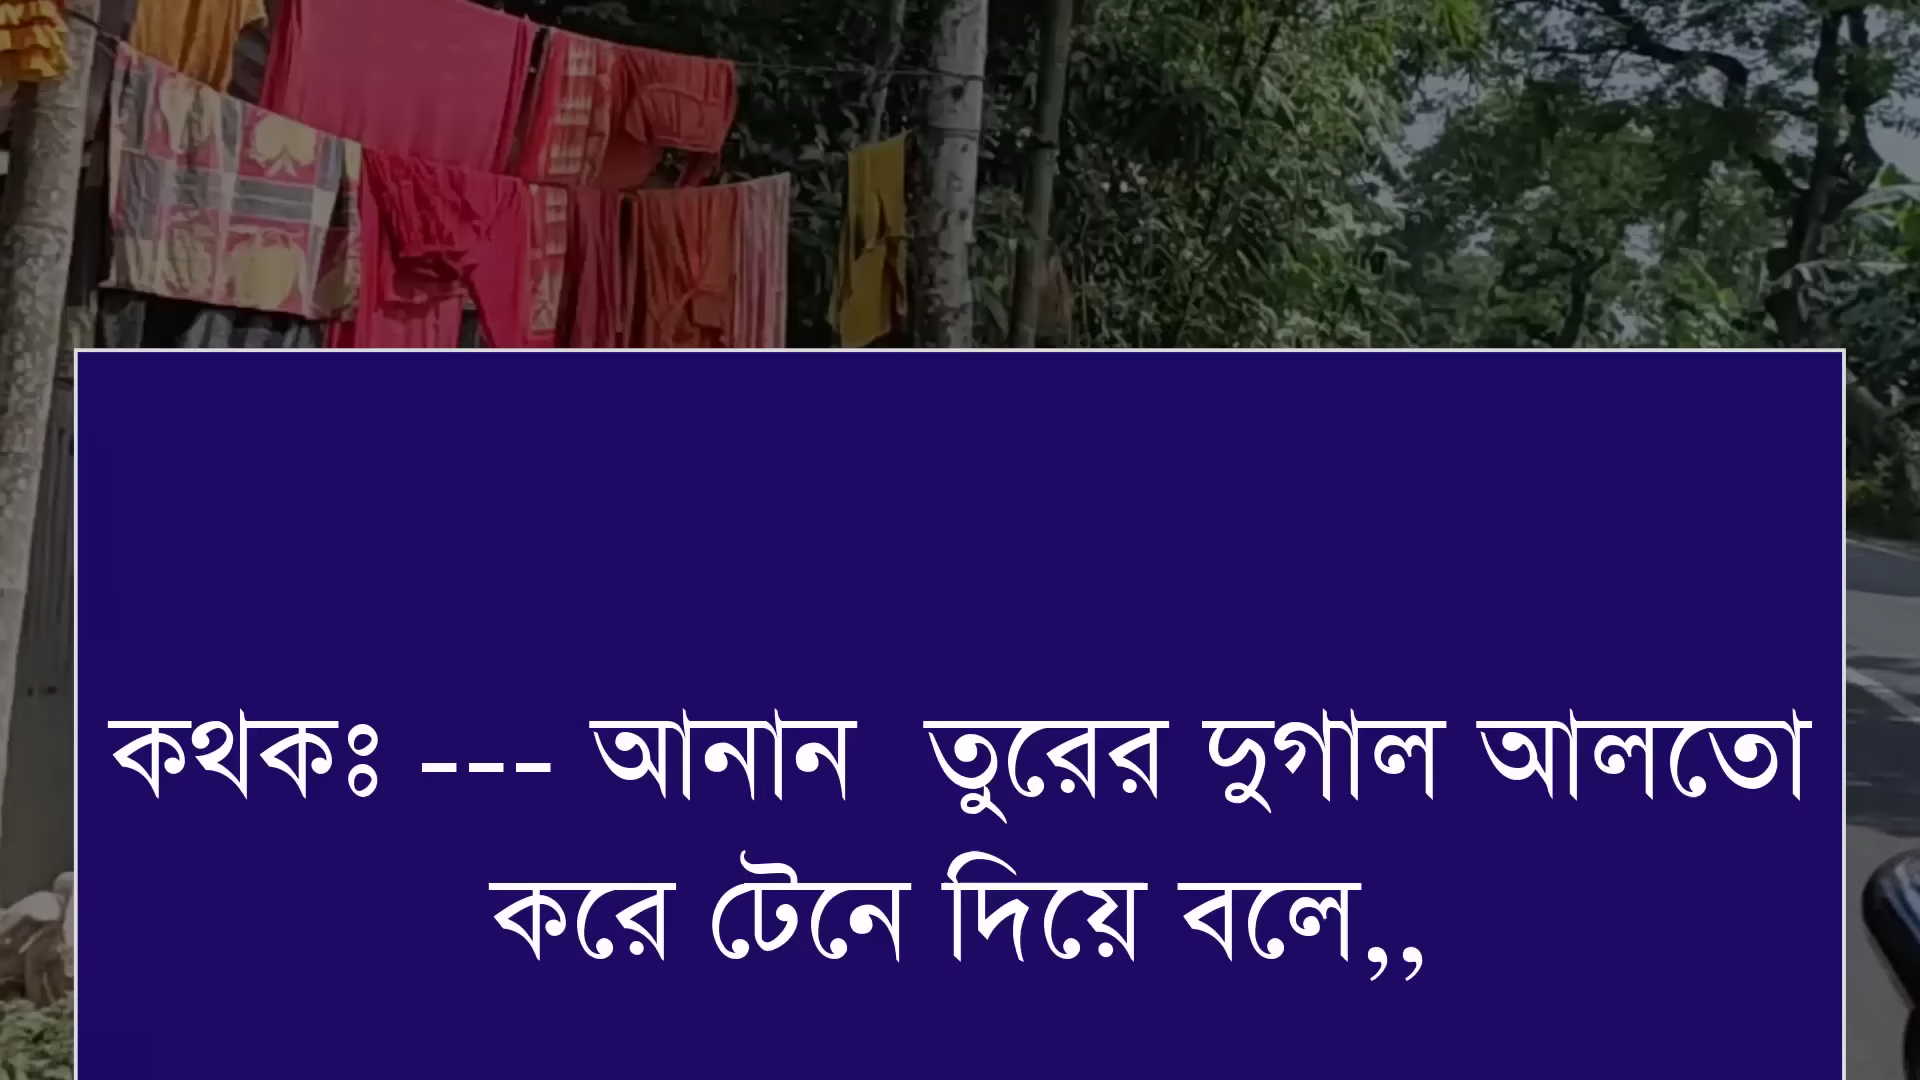 কথকঃ --- আনান  তুরের দুগাল আলতো
করে টেনে দিয়ে বলে,,